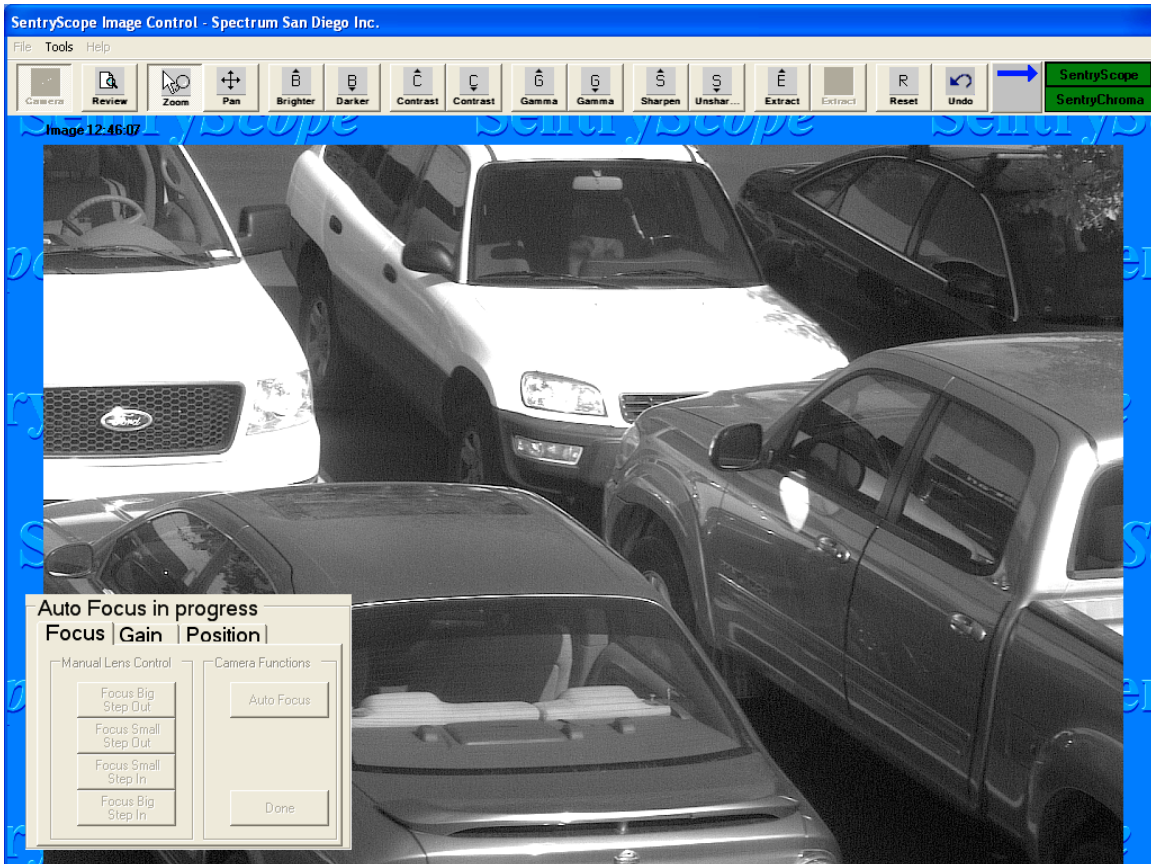 SentryScope Image Control - Spectrum San Diego Inc.
File Tools Help
Camera Review Zoom Pan B Brighter B Darker C Contrast C Contrast G Gamma G Gamma S Sharpen S Unshar... E Extract Extract R Reset Undo
SentryScope
SentryChroma
SentryScope SentryScope SentryS
Image 12:46:07
Ford
Auto Focus in progress
Focus Gain Position
Manual Lens Control Camera Functions
Focus Big
Step Out
Auto Focus
Focus Small
Step Out
Focus Small
Step In
Focus Big
Step In
Done